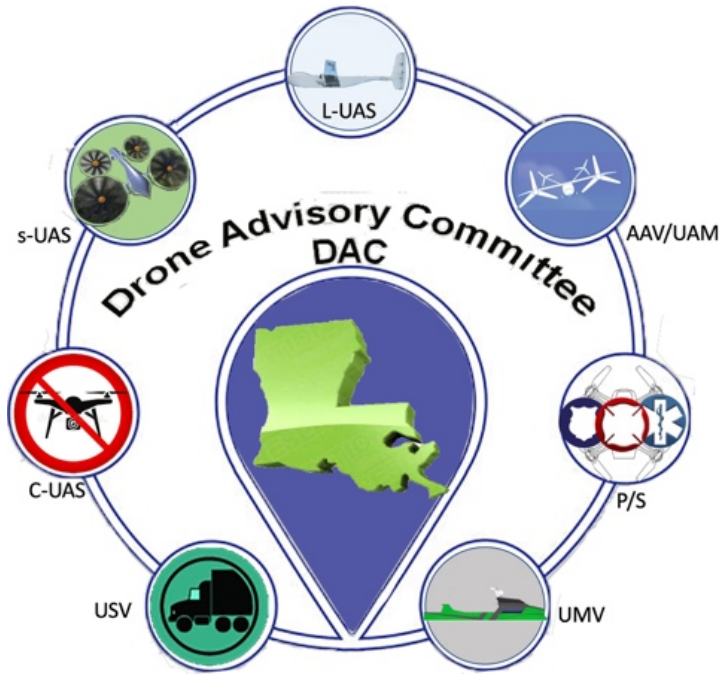 L-UAS
s-UAS
AAV/UAM
Drone Advisory Committee
DAC
C-UAS
P/S
USV
UMV